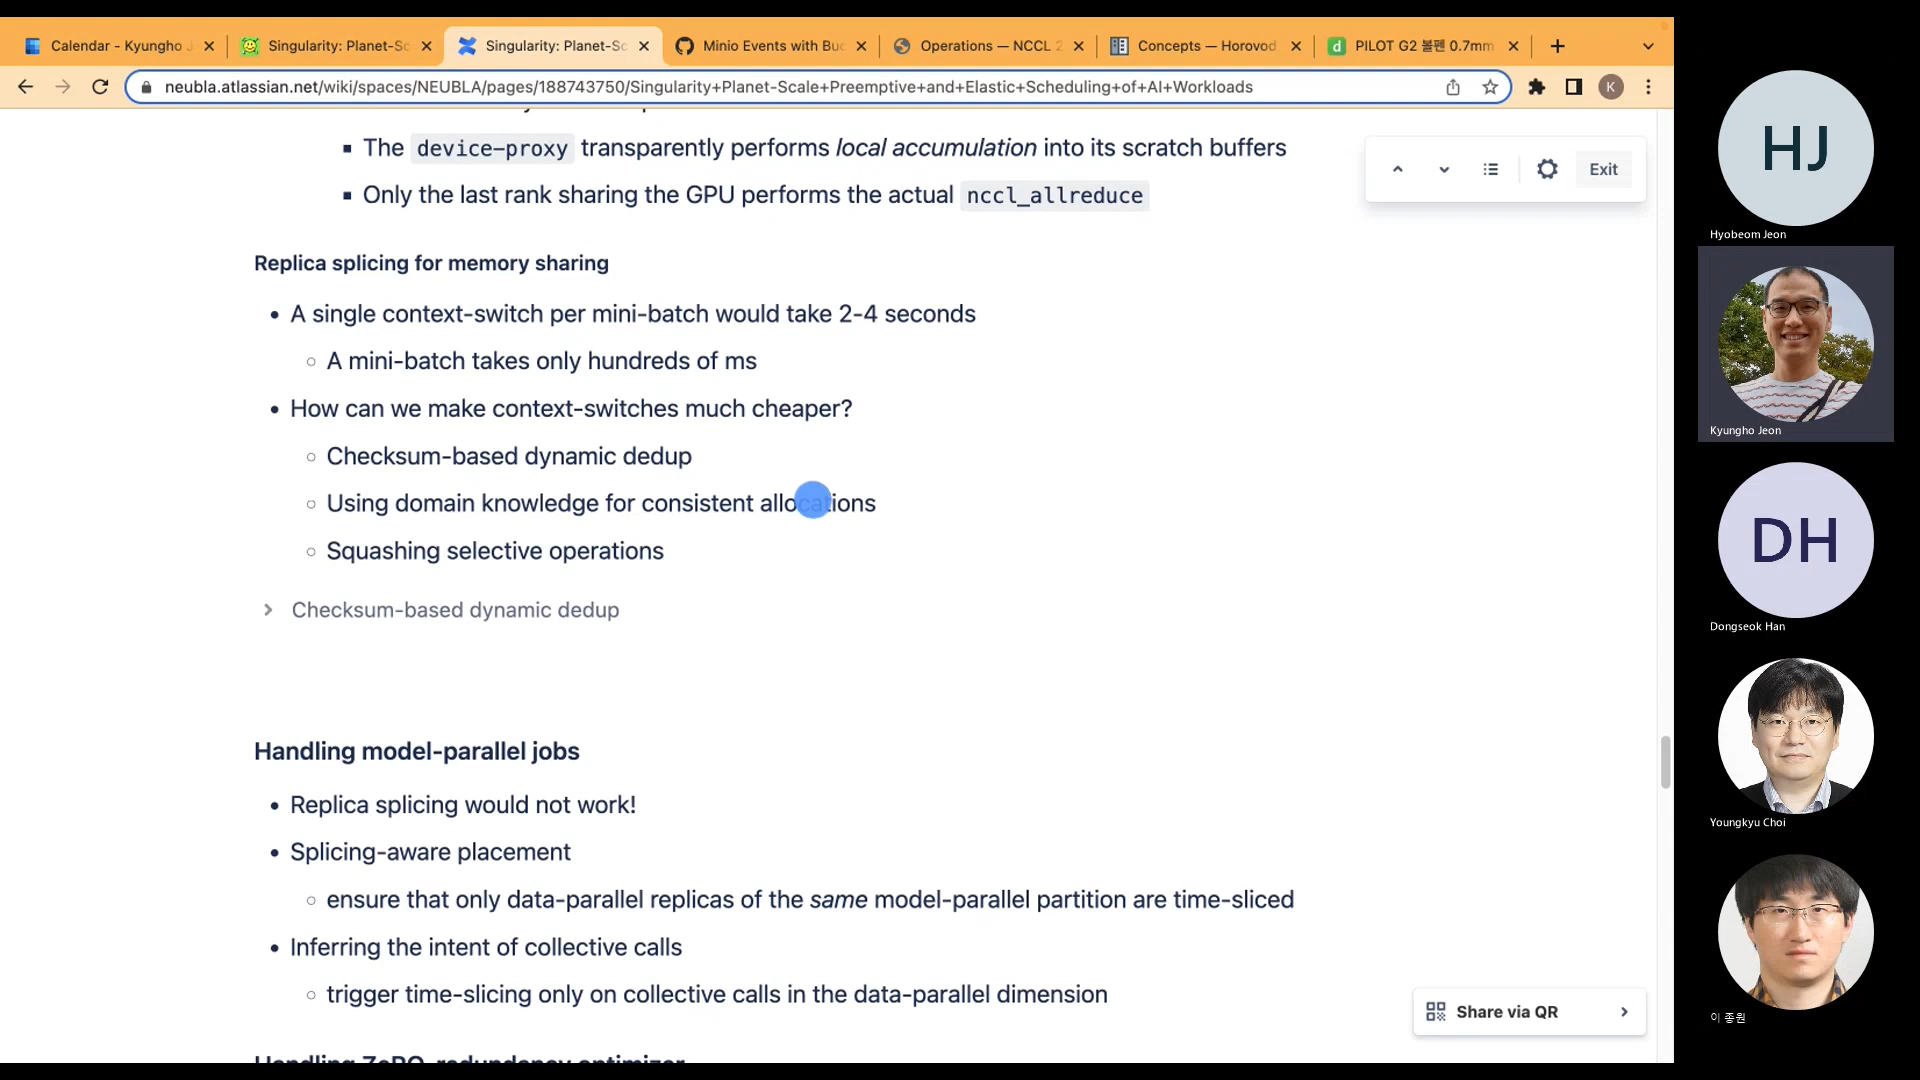 Calendar - Kyungho J
Singularity: Planet-Sc
Singularity: Planet-Sc
Minio Events with Buc
Operations — NCCL 2
Concepts — Horovod
PILOT G2 볼펜 0.7mm
neubla.atlassian.net/wiki/spaces/NEUBLA/pages/188743750/Singularity+Planet-Scale+Preemptive+and+Elastic+Scheduling+of+AI+Workloads
K
The device-proxy transparently performs local accumulation into its scratch buffers
Only the last rank sharing the GPU performs the actual nccl_allreduce
Exit
Replica splicing for memory sharing
A single context-switch per mini-batch would take 2-4 seconds
A mini-batch takes only hundreds of ms
How can we make context-switches much cheaper?
Checksum-based dynamic dedup
Using domain knowledge for consistent allocations
Squashing selective operations
Checksum-based dynamic dedup
Handling model-parallel jobs
Replica splicing would not work!
Splicing-aware placement
ensure that only data-parallel replicas of the same model-parallel partition are time-sliced
Inferring the intent of collective calls
trigger time-slicing only on collective calls in the data-parallel dimension
Share via QR
Handling ZeRO-redundancy optimizer
HJ
Hyobeom Jeon
Kyungho Jeon
DH
Dongseok Han
Youngkyu Choi
이 종원